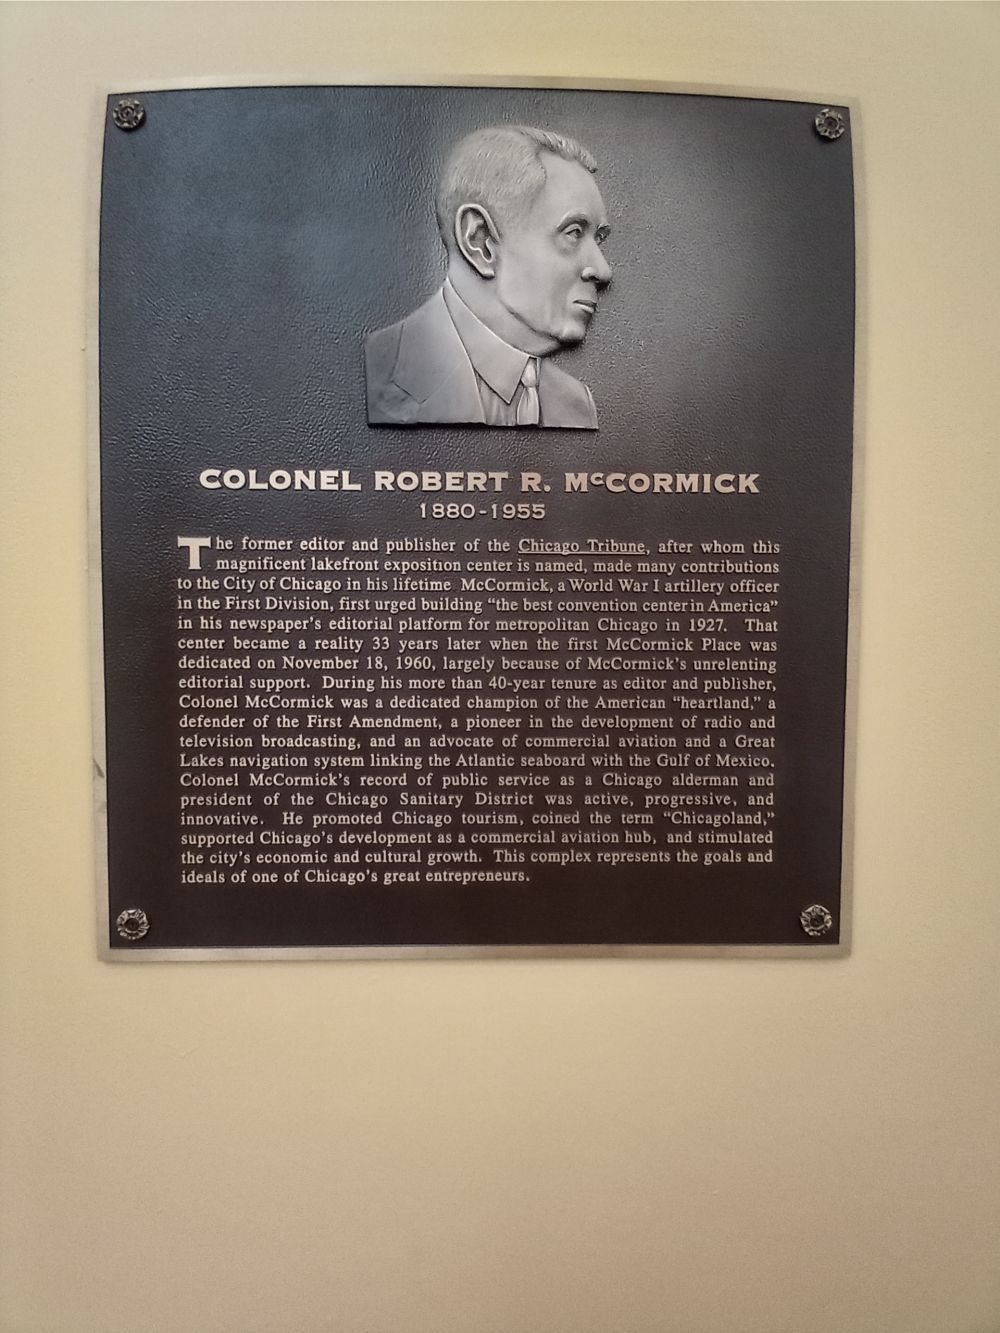 COLONEL ROBERT R. McCORMICK
1880-1955
The former editor and publisher of the Chicago Tribune, after whom this
magnificent lakefront exposition center is named, made many contributions
to the City of Chicago in his lifetime. McCormick, a World War I artillery officer
in the First Division, first urged building “the best convention center in America”
in his newspaper’s editorial platform for metropolitan Chicago in 1927. That
center became a reality 33 years later when the first McCormick Place was
dedicated on November 18, 1960, largely because of McCormick’s unrelenting
editorial support. During his more than 40-year tenure as editor and publisher,
Colonel McCormick was a dedicated champion of the American “heartland,” a
defender of the First Amendment, a pioneer in the development of radio and
television broadcasting, and an advocate of commercial aviation and a Great
Lakes navigation system linking the Atlantic seaboard with the Gulf of Mexico.
Colonel McCormick’s record of public service as a Chicago alderman and
president of the Chicago Sanitary District was active, progressive, and
innovative. He promoted Chicago tourism, coined the term “Chicagoland,”
supported Chicago’s development as a commercial aviation hub, and stimulated
the city’s economic and cultural growth. This complex represents the goals and
ideals of one of Chicago’s great entrepreneurs.